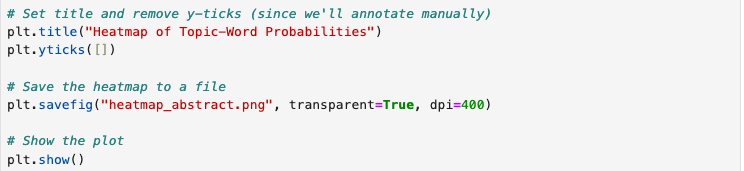 # Set title and remove y-ticks (since we'll annotate manually)
plt.title("Heatmap of Topic-Word Probabilities")
plt.yticks([])
# Save the heatmap to a file
plt.savefig("heatmap_abstract.png", transparent=True, dpi=400)
# Show the plot
plt.show()